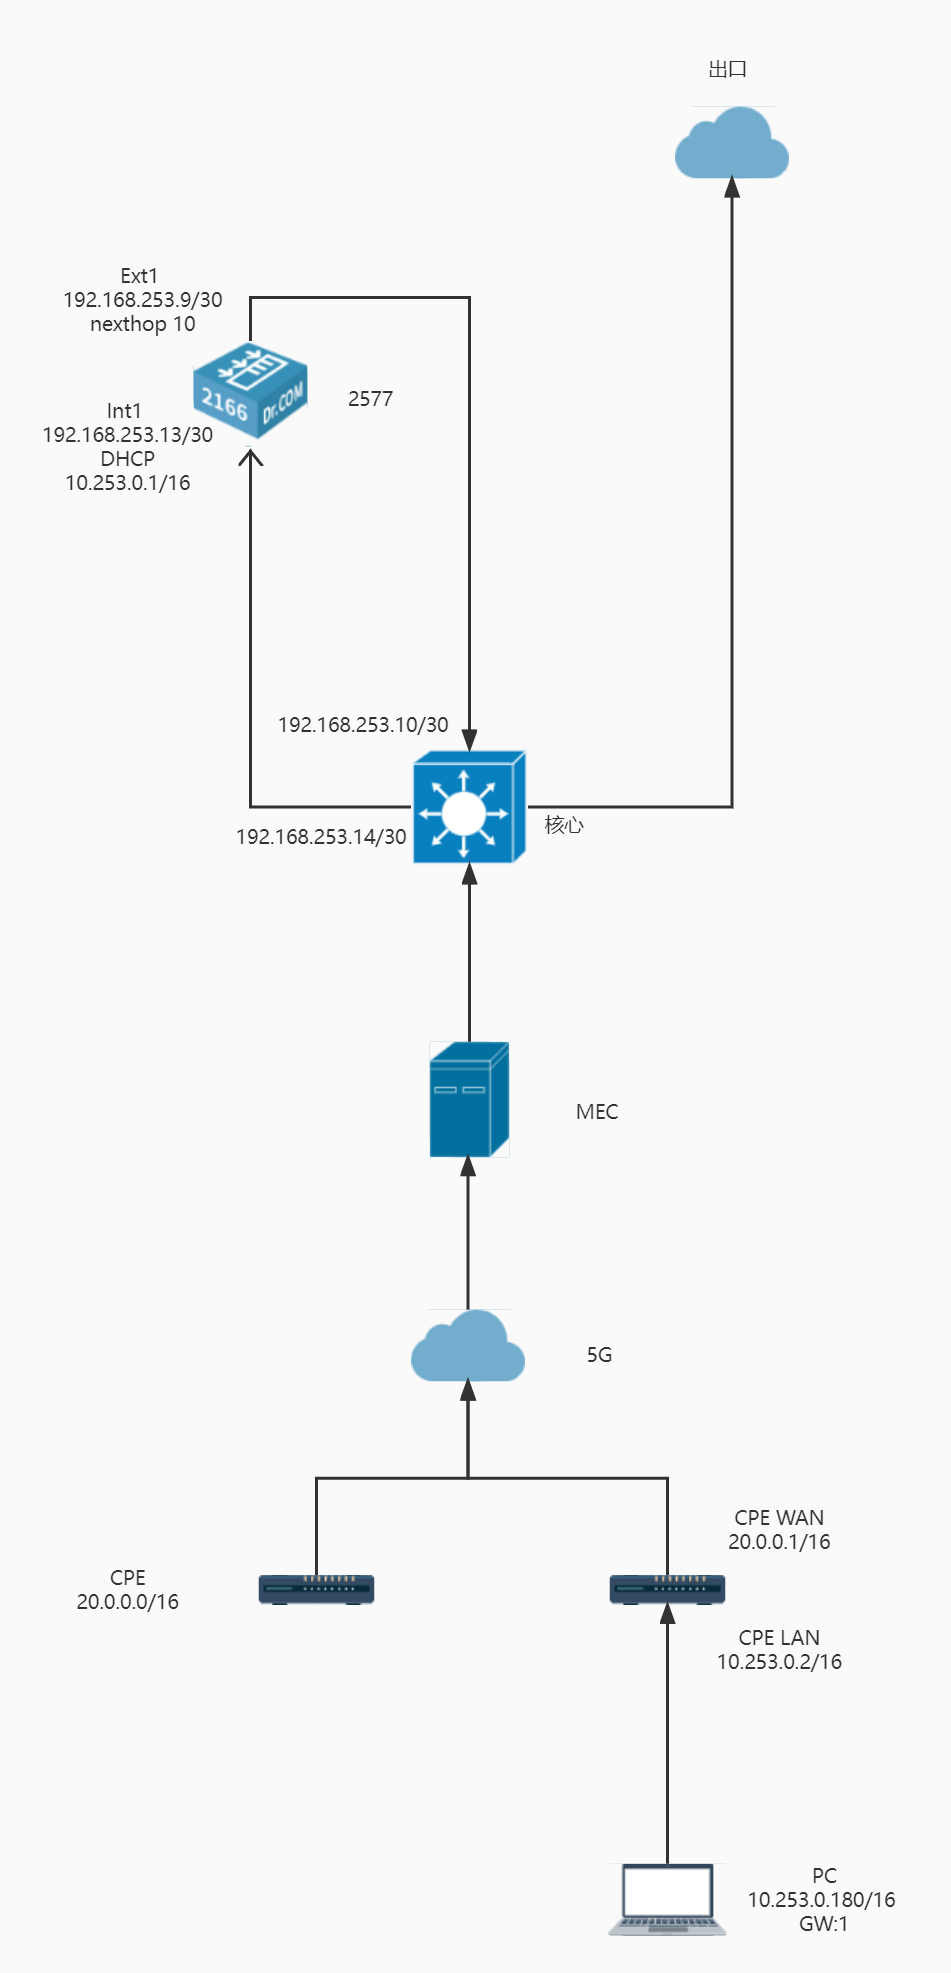 出口
Ext1
192.168.253.9/30
nexthop 10
2166
Dr.COM
2577
Int1
192.168.253.13/30
DHCP
10.253.0.1/16
192.168.253.10/30
192.168.253.14/30
核心
MEC
5G
CPE WAN
20.0.0.1/16
CPE
20.0.0.0/16
CPE LAN
10.253.0.2/16
PC
10.253.0.180/16
GW:1